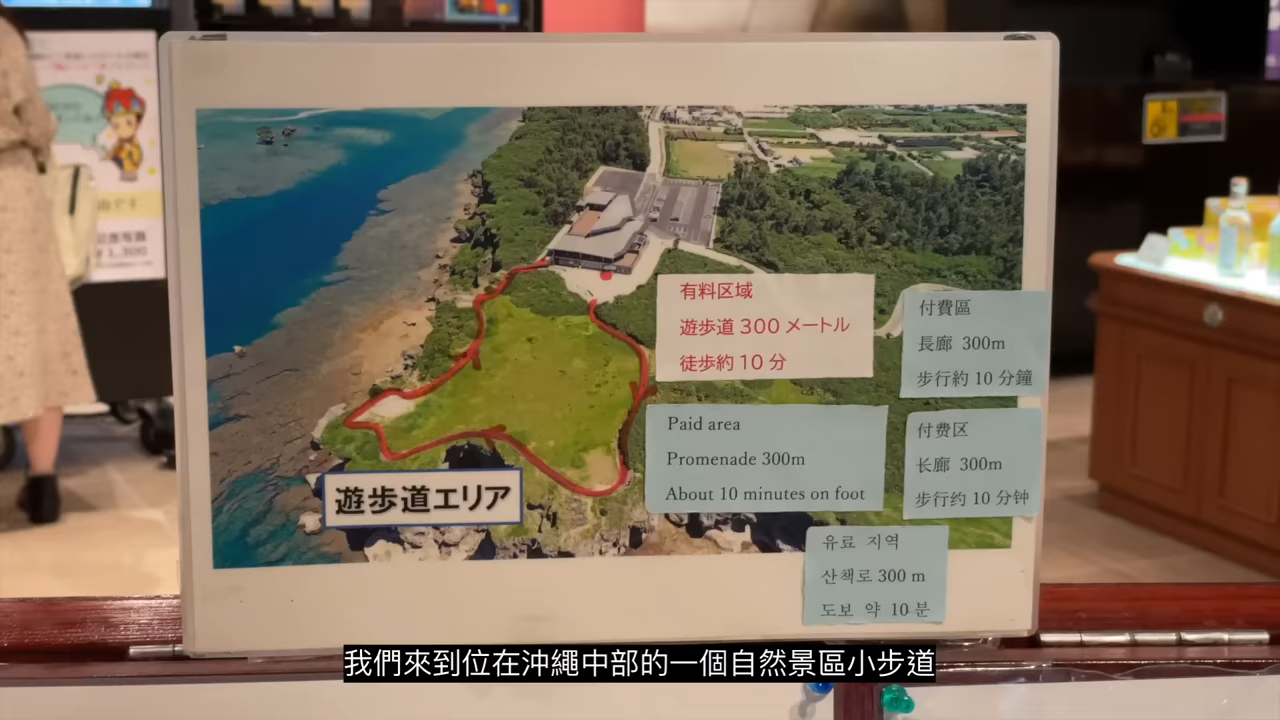 有料区域
遊歩道 300 メートル
徒歩約 10 分
付費區
長廊 300m
步行約 10 分鐘
Paid area
Promenade 300m
About 10 minutes on foot
付费区
长廊 300m
步行约 10 分钟
遊歩道エリア
유료 지역
산책로 300 m
도보 약 10 분
我們來到位在沖繩中部的一個自然景區小步道